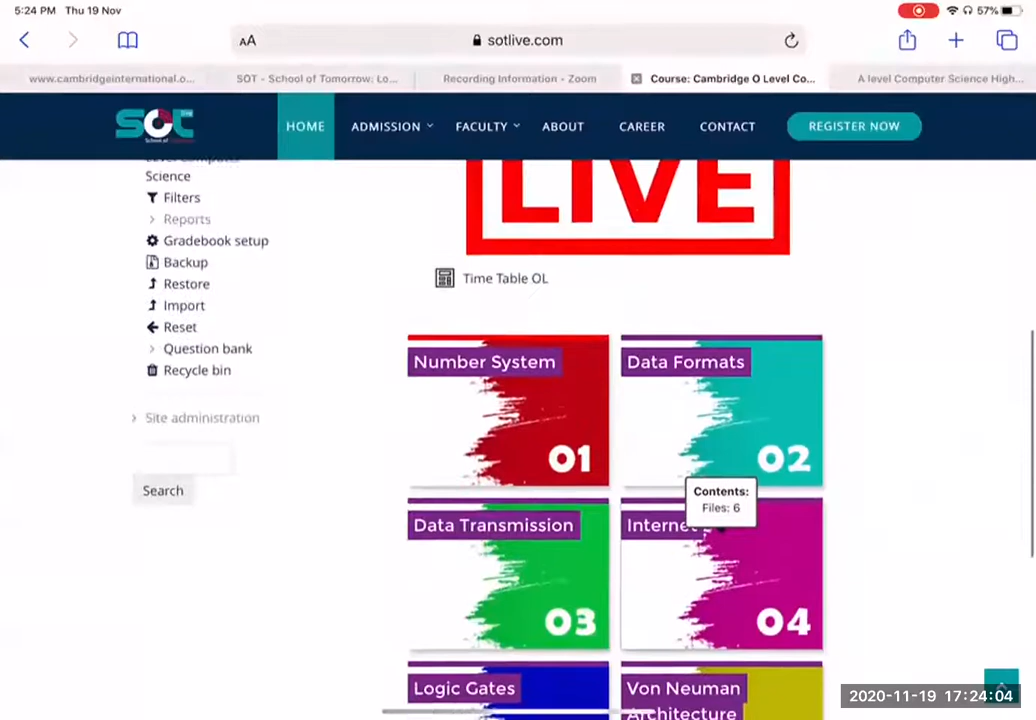 5:24 PM Thu 19 Nov
57%
AA
sotlive.com
www.cambridgeinternational.o...
SOT - School of Tomorrow: Lo...
Recording Information - Zoom
Course: Cambridge O Level Co...
A level Computer Science High...
SOT
HOME
ADMISSION
FACULTY
ABOUT
CAREER
CONTACT
REGISTER NOW
Science
Filters
Reports
Gradebook setup
Backup
Restore
Import
Reset
Question bank
Recycle bin
Site administration
Search
LIVE
Time Table OL
Number System
01
Data Formats
02
Contents:
Files: 6
Data Transmission
03
Internet
04
Logic Gates
Von Neuman
Architecture
2020-11-19 17:24:04